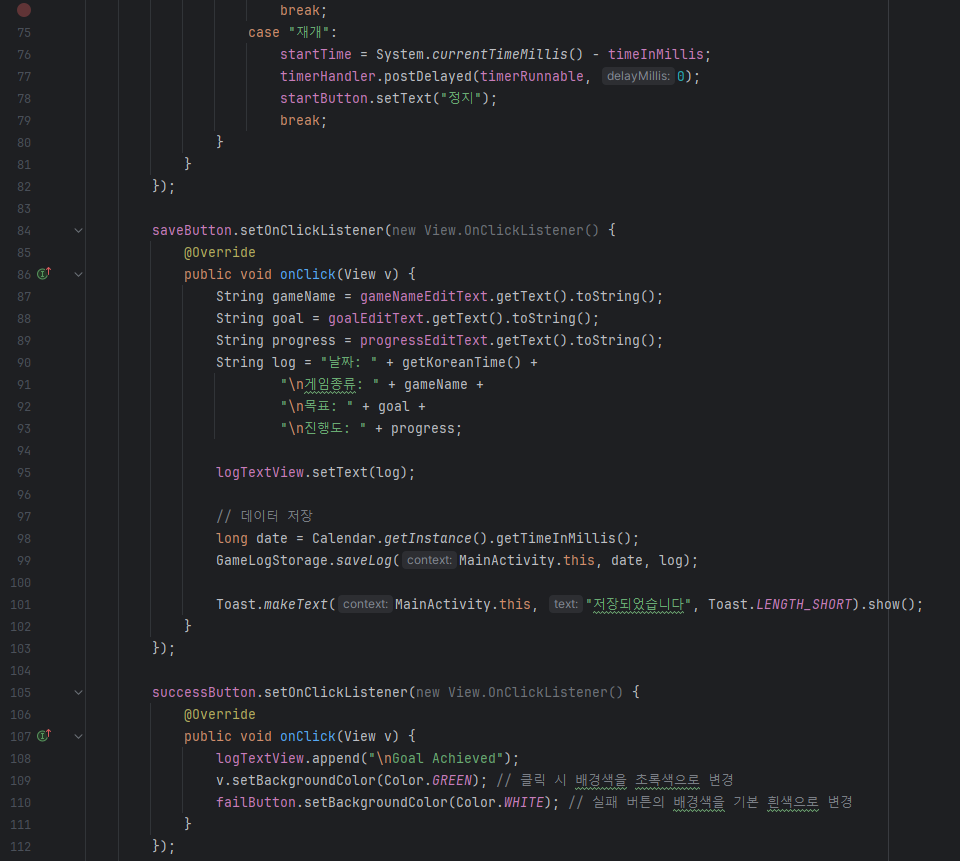 break;
75 case "재개":
76 startTime = System.currentTimeMillis() - timeInMillis;
77 timerHandler.postDelayed(timerRunnable, delayMillis: 0);
78 startButton.setText("정지");
79 break;
80 }
81 }
82 });
83
84 saveButton.setOnClickListener(new View.OnClickListener() {
85 @Override
86 public void onClick(View v) {
87 String gameName = gameNameEditText.getText().toString();
88 String goal = goalEditText.getText().toString();
89 String progress = progressEditText.getText().toString();
90 String log = "날짜: " + getKoreanTime() +
91 "\n게임종류: " + gameName +
92 "\n목표: " + goal +
93 "\n진행도: " + progress;
94
95 logTextView.setText(log);
96
97 // 데이터 저장
98 long date = Calendar.getInstance().getTimeInMillis();
99 GameLogStorage.saveLog( context: MainActivity.this, date, log);
100
101 Toast.makeText( context: MainActivity.this, text: "저장되었습니다", Toast.LENGTH_SHORT).show();
102 }
103 });
104
105 successButton.setOnClickListener(new View.OnClickListener() {
106 @Override
107 public void onClick(View v) {
108 logTextView.append("\nGoal Achieved");
109 v.setBackgroundColor(Color.GREEN); // 클릭 시 배경색을 초록색으로 변경
110 failButton.setBackgroundColor(Color.WHITE); // 실패 버튼의 배경색을 기본 흰색으로 변경
111 }
112 });